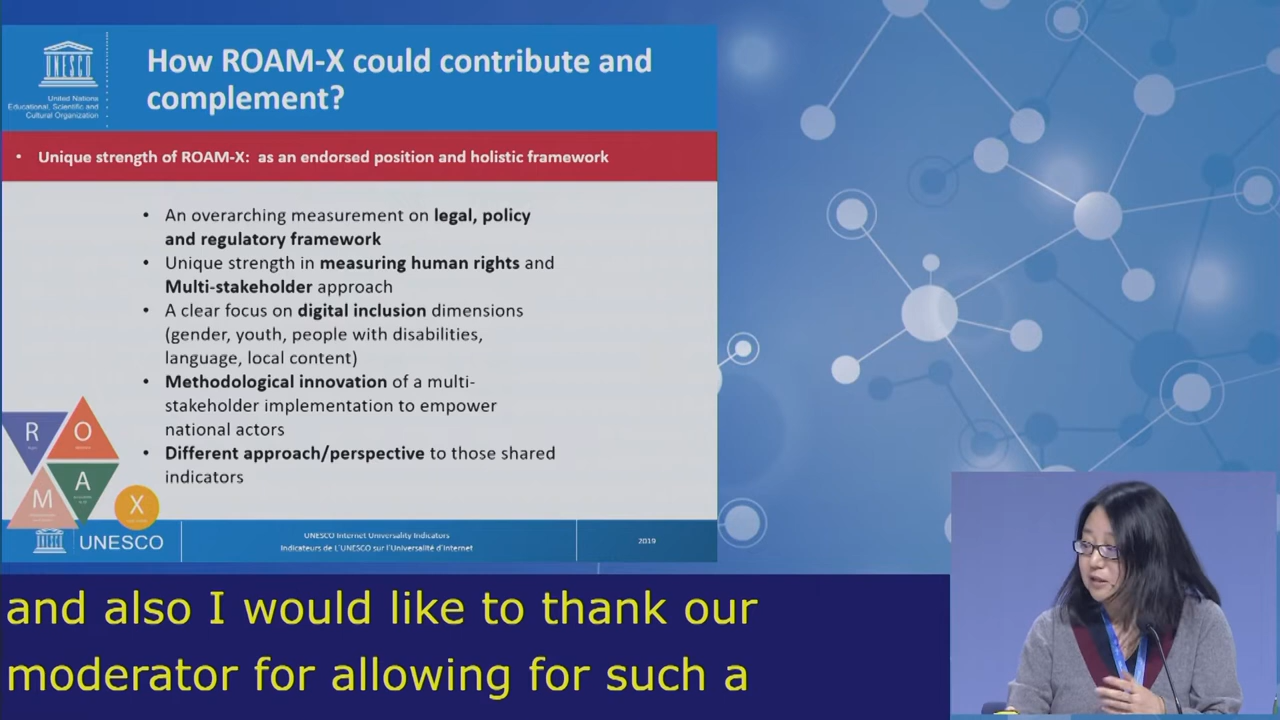 How ROAM-X could contribute and
complement?
UNESCO
United Nations
Educational, Scientific and
Cultural Organization
• Unique strength of ROAM-X: as an endorsed position and holistic framework
• An overarching measurement on legal, policy
and regulatory framework
• Unique strength in measuring human rights and
Multi-stakeholder approach
• A clear focus on digital inclusion dimensions
(gender, youth, people with disabilities,
language, local content)
• Methodological innovation of a multi-
stakeholder implementation to empower
national actors
• Different approach/perspective to those shared
indicators
R
O
A
M
X
UNESCO
UNESCO Internet Universality Indicators
Indicateurs de L'UNESCO sur l'Universalité d'Internet
2019
and also I would like to thank our
moderator for allowing for such a